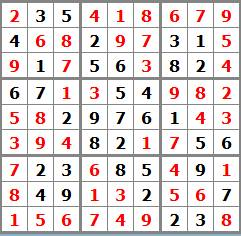 2 3 5 4 1 8 6 7 9
4 6 8 2 9 7 3 1 5
9 1 7 5 6 3 8 2 4
6 7 1 3 5 4 9 8 2
5 8 2 9 7 6 1 4 3
3 9 4 8 2 1 7 5 6
7 2 3 6 8 5 4 9 1
8 4 9 1 3 2 5 6 7
1 5 6 7 4 9 2 3 8